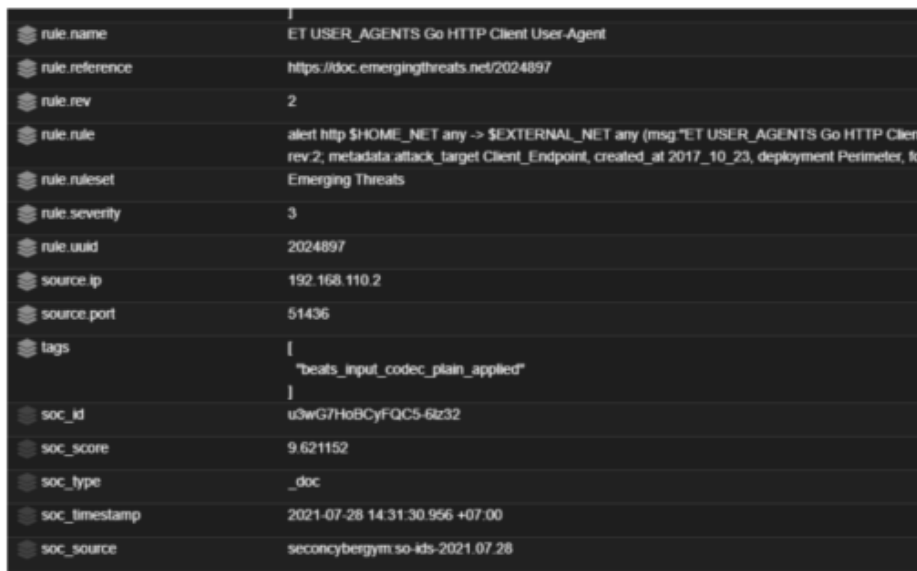 ]
rule.name ET USER_AGENTS Go HTTP Client User-Agent
rule.reference https://doc.emergingthreats.net/2024897
rule.rev 2
rule.rule alert http $HOME_NET any -> $EXTERNAL_NET any (msg:"ET USER_AGENTS Go HTTP Clien
rev:2; metadata:attack_target Client_Endpoint, created_at 2017_10_23, deployment Perimeter, fo
rule.ruleset Emerging Threats
rule.severity 3
rule.uuid 2024897
source.ip 192.168.110.2
source.port 51436
tags [
"beats_input_codec_plain_applied"
]
soc_id u3wG7HoBCyFQC5-6lz32
soc_score 9.621152
soc_type _doc
soc_timestamp 2021-07-28 14:31:30.956 +07:00
soc_source seconcybergym:so-ids-2021.07.28